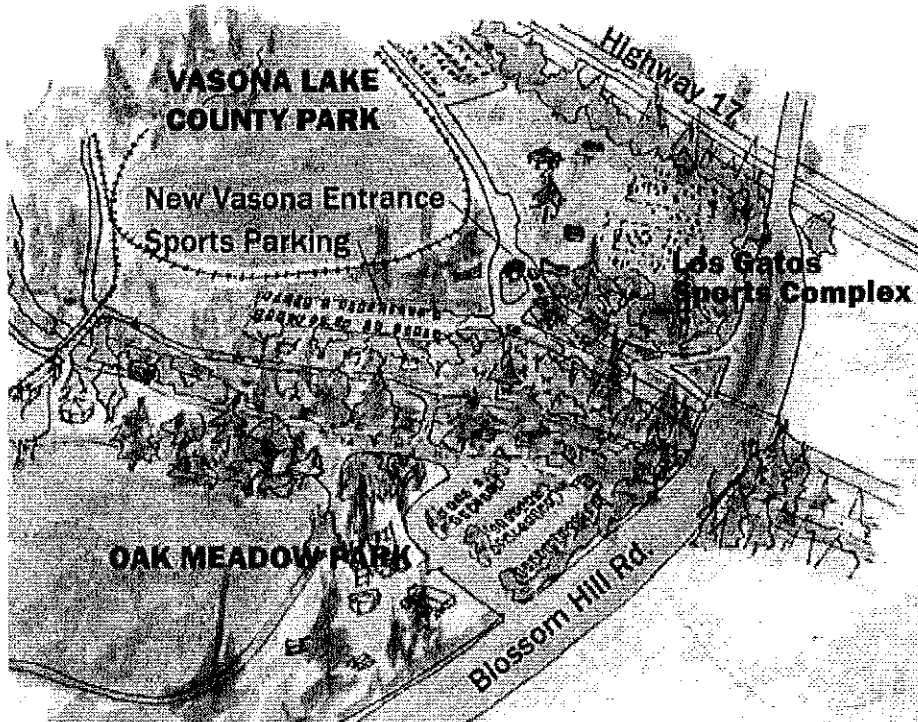 Highway 17
VASONA LAKE
COUNTY PARK
New Vasona Entrance
Sports Parking
Los Gatos
Sports Complex
OAK MEADOW PARK
Blossom Hill Rd.